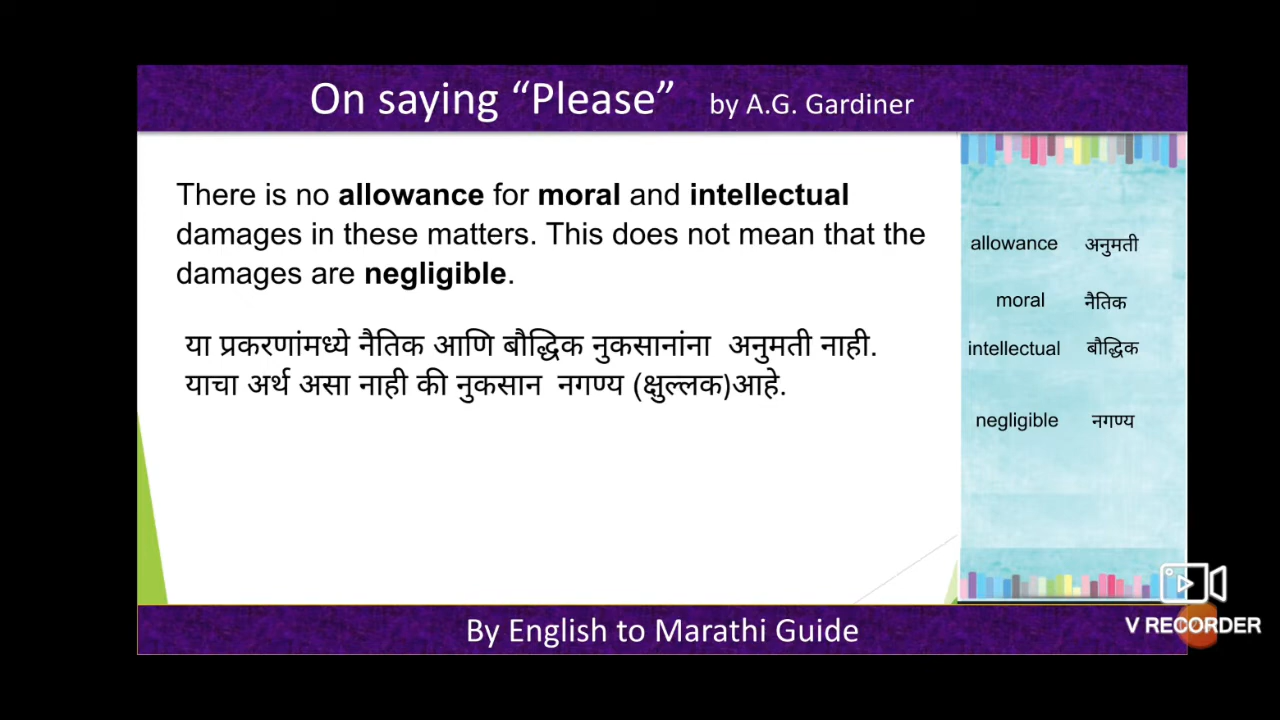 On saying “Please” by A.G. Gardiner
There is no allowance for moral and intellectual
damages in these matters. This does not mean that the
damages are negligible.
या प्रकरणांमध्ये नैतिक आणि बौद्धिक नुकसानांना अनुमती नाही.
याचा अर्थ असा नाही की नुकसान नगण्य (क्षुल्लक)आहे.
allowance अनुमती
moral नैतिक
intellectual बौद्धिक
negligible नगण्य
By English to Marathi Guide
V RECORDER